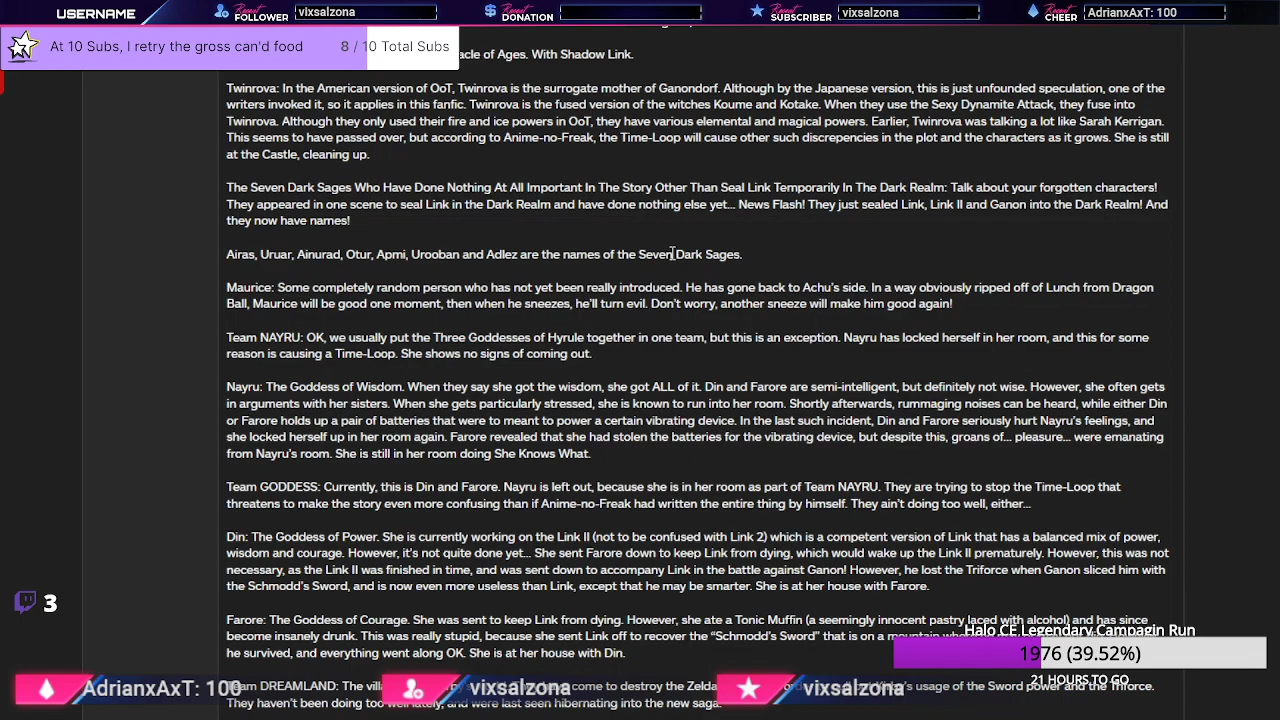 USERNAME
Recent FOLLOWER vixsalzona
Recent DONATION
Recent SUBSCRIBER vixsalzona
Recent CHEER AdrianxAxT: 100
At 10 Subs, I retry the gross can'd food 8 / 10 Total Subs
acle of Ages. With Shadow Link.
Twinrova: In the American version of OoT, Twinrova is the surrogate mother of Ganondorf. Although by the Japanese version, this is just unfounded speculation, one of the
writers invoked it, so it applies in this fanfic. Twinrova is the fused version of the witches Koume and Kotake. When they use the Sexy Dynamite Attack, they fuse into
Twinrova. Although they only used their fire and ice powers in OoT, they have various elemental and magical powers. Earlier, Twinrova was talking a lot like Sarah Kerrigan.
This seems to have passed over, but according to Anime-no-Freak, the Time-Loop will cause other such discrepencies in the plot and the characters as it grows. She is still
at the Castle, cleaning up.
The Seven Dark Sages Who Have Done Nothing At All Important In The Story Other Than Seal Link Temporarily In The Dark Realm: Talk about your forgotten characters!
They appeared in one scene to seal Link in the Dark Realm and have done nothing else yet... News Flash! They just sealed Link, Link II and Ganon into the Dark Realm! And
they now have names!
Airas, Uruar, Ainurad, Otur, Apmi, Urooban and Adlez are the names of the Seven Dark Sages.
Maurice: Some completely random person who has not yet been really introduced. He has gone back to Achu's side. In a way obviously ripped off of Lunch from Dragon
Ball, Maurice will be good one moment, then when he sneezes, he'll turn evil. Don't worry, another sneeze will make him good again!
Team NAYRU: OK, we usually put the Three Goddesses of Hyrule together in one team, but this is an exception. Nayru has locked herself in her room, and this for some
reason is causing a Time-Loop. She shows no signs of coming out.
Nayru: The Goddess of Wisdom. When they say she got the wisdom, she got ALL of it. Din and Farore are semi-intelligent, but definitely not wise. However, she often gets
in arguments with her sisters. When she gets particularly stressed, she is known to run into her room. Shortly afterwards, rummaging noises can be heard, while either Din
or Farore holds up a pair of batteries that were to meant to power a certain vibrating device. In the last such incident, Din and Farore seriously hurt Nayru's feelings, and
she locked herself up in her room again. Farore revealed that she had stolen the batteries for the vibrating device, but despite this, groans of... pleasure... were emanating
from Nayru's room. She is still in her room doing She Knows What.
Team GODDESS: Currently, this is Din and Farore. Nayru is left out, because she is in her room as part of Team NAYRU. They are trying to stop the Time-Loop that
threatens to make the story even more confusing than if Anime-no-Freak had written the entire thing by himself. They ain't doing too well, either...
Din: The Goddess of Power. She is currently working on the Link II (not to be confused with Link 2) which is a competent version of Link that has a balanced mix of power,
wisdom and courage. However, it's not quite done yet... She sent Farore down to keep Link from dying, which would wake up the Link II prematurely. However, this was not
necessary, as the Link II was finished in time, and was sent down to accompany Link in the battle against Ganon! However, he lost the Triforce when Ganon sliced him with
the Schmodd's Sword, and is now even more useless than Link, except that he may be smarter. She is at her house with Farore.
Farore: The Goddess of Courage. She was sent to keep Link from dying. However, she ate a Tonic Muffin (a seemingly innocent pastry laced with alcohol) and has since
become insanely drunk. This was really stupid, because she sent Link off to recover the "Schmodd's Sword" that is on a mountain
he survived, and everything went along OK. She is at her house with Din.
3
Halo CE Legendary Campagin Run
1976 (39.52%)
21 HOURS TO GO
AdrianxAxT: 100 vixsalzona vixsalzona
Team DREAMLAND: The come to destroy the Zelda usage of the Sword power and the Triforce.
They haven't been doing too well lately, and were last seen hibernating into the new saga.